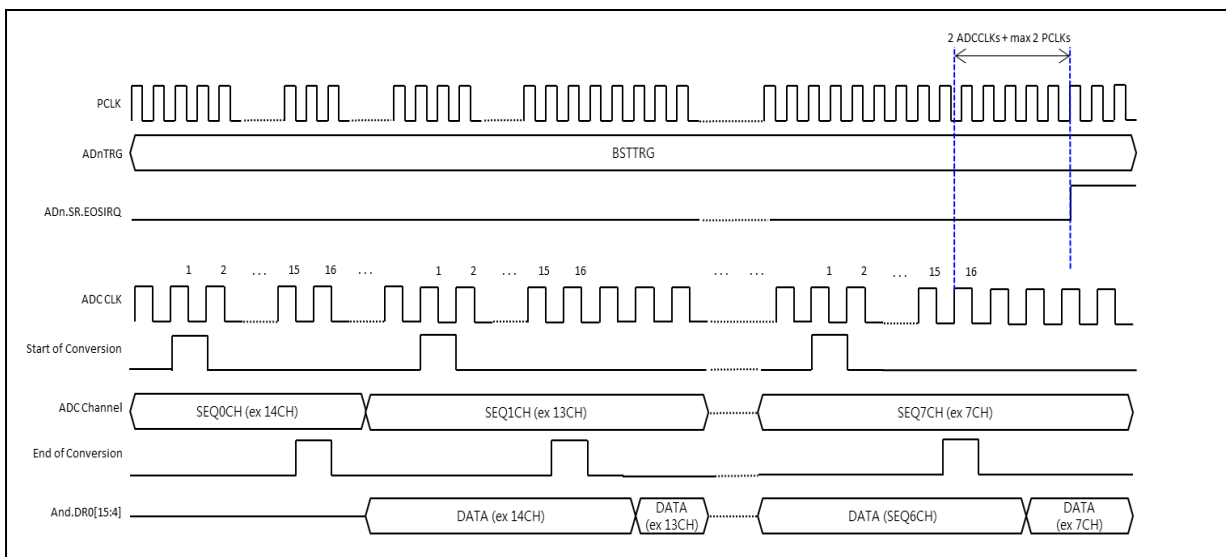 2 ADCCLKs + max 2 PCLKs
PCLK
ADnTRG
BSTTRG
ADn.SR.EOSIRQ
1 2 ... 15 16 ... 1 2 ... 15 16 ... ... 1 2 ... 15 16
ADC CLK
Start of Conversion
ADC Channel
SEQ0CH (ex 14CH) SEQ1CH (ex 13CH) SEQ7CH (ex 7CH)
End of Conversion
And.DR0[15:4]
DATA (ex 14CH)
DATA
(ex 13CH)
DATA (SEQ6CH)
DATA
(ex 7CH)